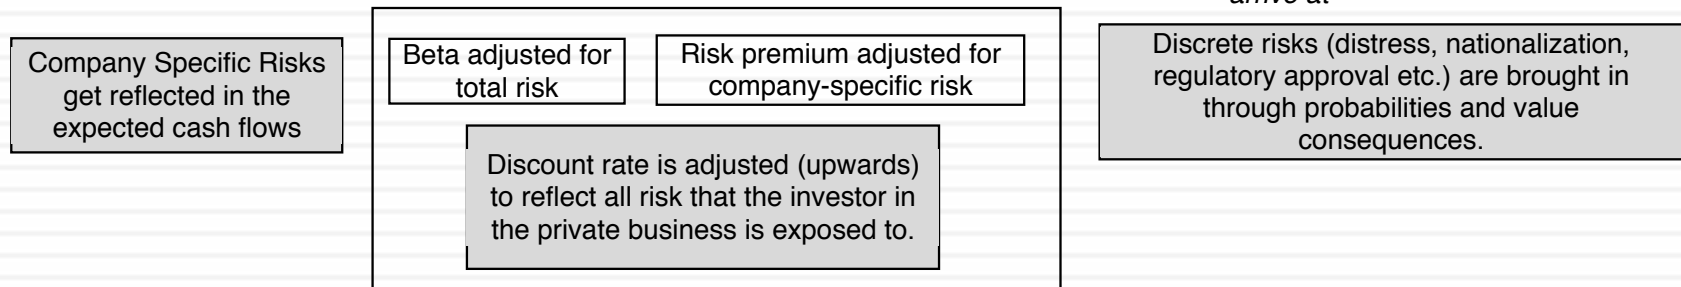 arrive at
Company Specific Risks
get reflected in the
expected cash flows
Beta adjusted for
total risk
Risk premium adjusted for
company-specific risk
Discount rate is adjusted (upwards)
to reflect all risk that the investor in
the private business is exposed to.
Discrete risks (distress, nationalization,
regulatory approval etc.) are brought in
through probabilities and value
consequences.